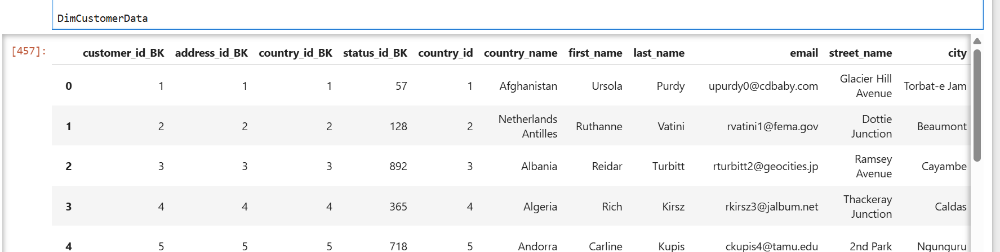 DimCustomerData
[457]:
customer_id_BK address_id_BK country_id_BK status_id_BK country_id country_name first_name last_name email street_name city
0 1 1 1 57 1 Afghanistan Ursola Purdy upurdy0@cdbaby.com Glacier Hill Avenue Torbat-e Jam
1 2 2 2 128 2 Netherlands Antilles Ruthanne Vatini rvatini1@fema.gov Dottie Junction Beaumont
2 3 3 3 892 3 Albania Reidar Turbitt rturbitt2@geocities.jp Ramsey Avenue Cayambe
3 4 4 4 365 4 Algeria Rich Kirsz rkirsz3@jalbum.net Thackeray Junction Caldas
4 5 5 5 718 5 Andorra Carline Kupis ckupis4@tamu.edu 2nd Park Ngunguru